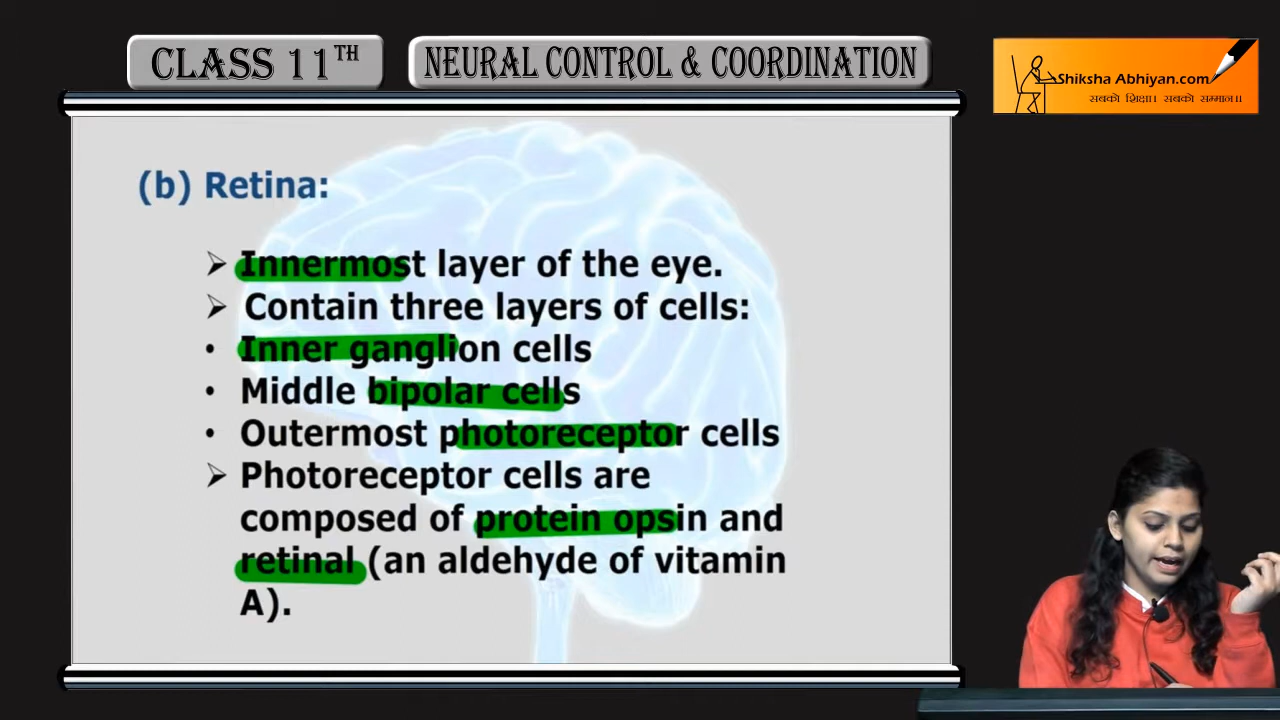 CLASS 11TH
NEURAL CONTROL & COORDINATION
Shiksha Abhiyan.com
सबको शिक्षा। सबको सम्मान।।
(b) Retina:
➢ Innermost layer of the eye.
➢ Contain three layers of cells:
• Inner ganglion cells
• Middle bipolar cells
• Outermost photoreceptor cells
➢ Photoreceptor cells are
composed of protein opsin and
retinal (an aldehyde of vitamin
A).